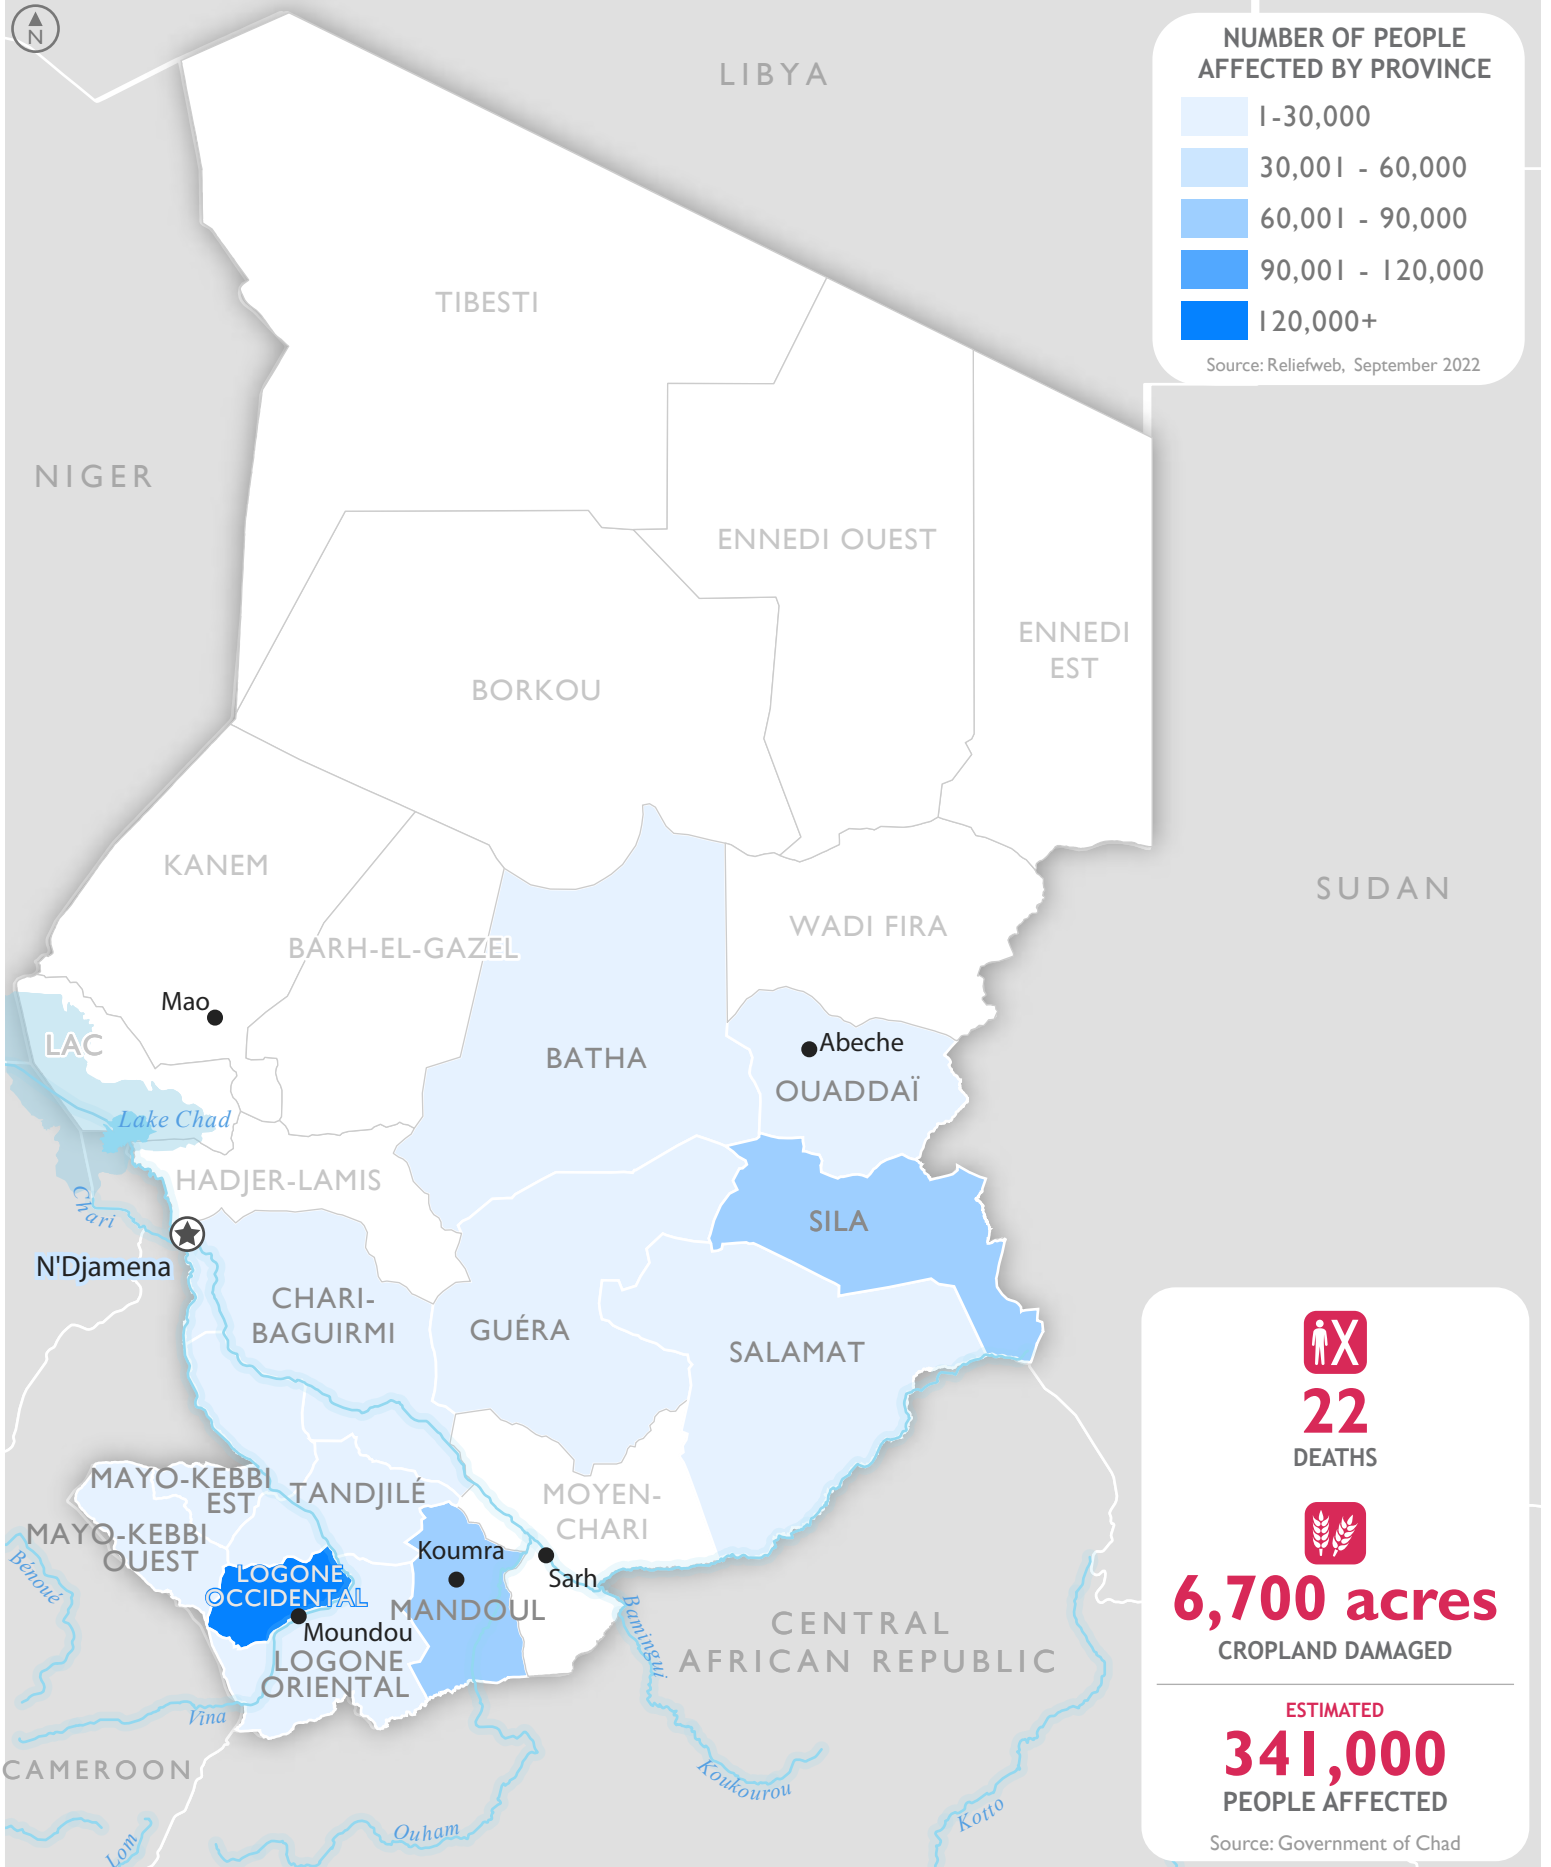 N
LIBYA
NUMBER OF PEOPLE
AFFECTED BY PROVINCE
1-30,000
30,001 - 60,000
60,001 - 90,000
90,001 - 120,000
120,000+
Source: Reliefweb, September 2022
TIBESTI
NIGER
ENNEDI OUEST
ENNEDI
EST
BORKOU
KANEM
SUDAN
WADI FIRA
BARH-EL-GAZEL
Mao
LAC
Abeche
BATHA
OUADDAÏ
Lake Chad
HADJER-LAMIS
Chari
SILA
N'Djamena
CHARI-
BAGUIRMI
GUÉRA
SALAMAT
MAYO-KEBBI
EST
TANDJILÉ
MOYEN-
CHARI
MAYO-KEBBI
OUEST
Bénoué
Koumra
LOGONE
OCCIDENTAL
Sarh
MANDOUL
Moundou
LOGONE
ORIENTAL
Bamingui
CENTRAL
AFRICAN REPUBLIC
Vina
CAMEROON
Koukourou
Kotto
Ouham
Lom
22
DEATHS
6,700 acres
CROPLAND DAMAGED
ESTIMATED
341,000
PEOPLE AFFECTED
Source: Government of Chad